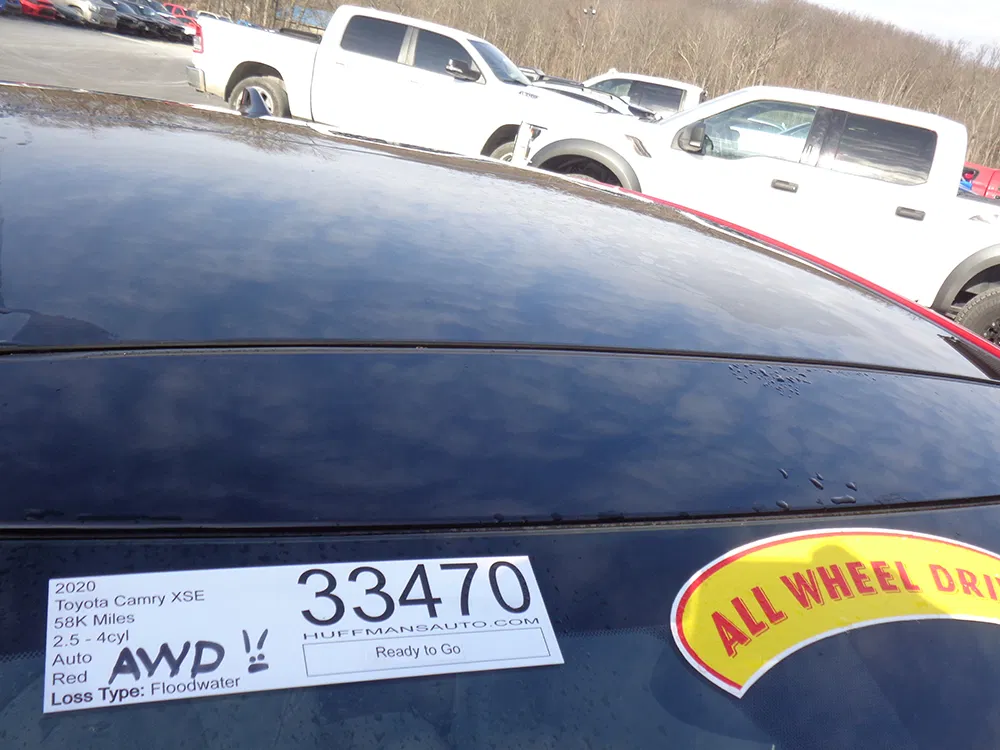 2020
Toyota Camry XSE
58K Miles
2.5 - 4cyl
Auto
Red
AWD !!
Loss Type: Floodwater
33470
HUFFMANSAUTO.COM
Ready to Go
ALL WHEEL DRI